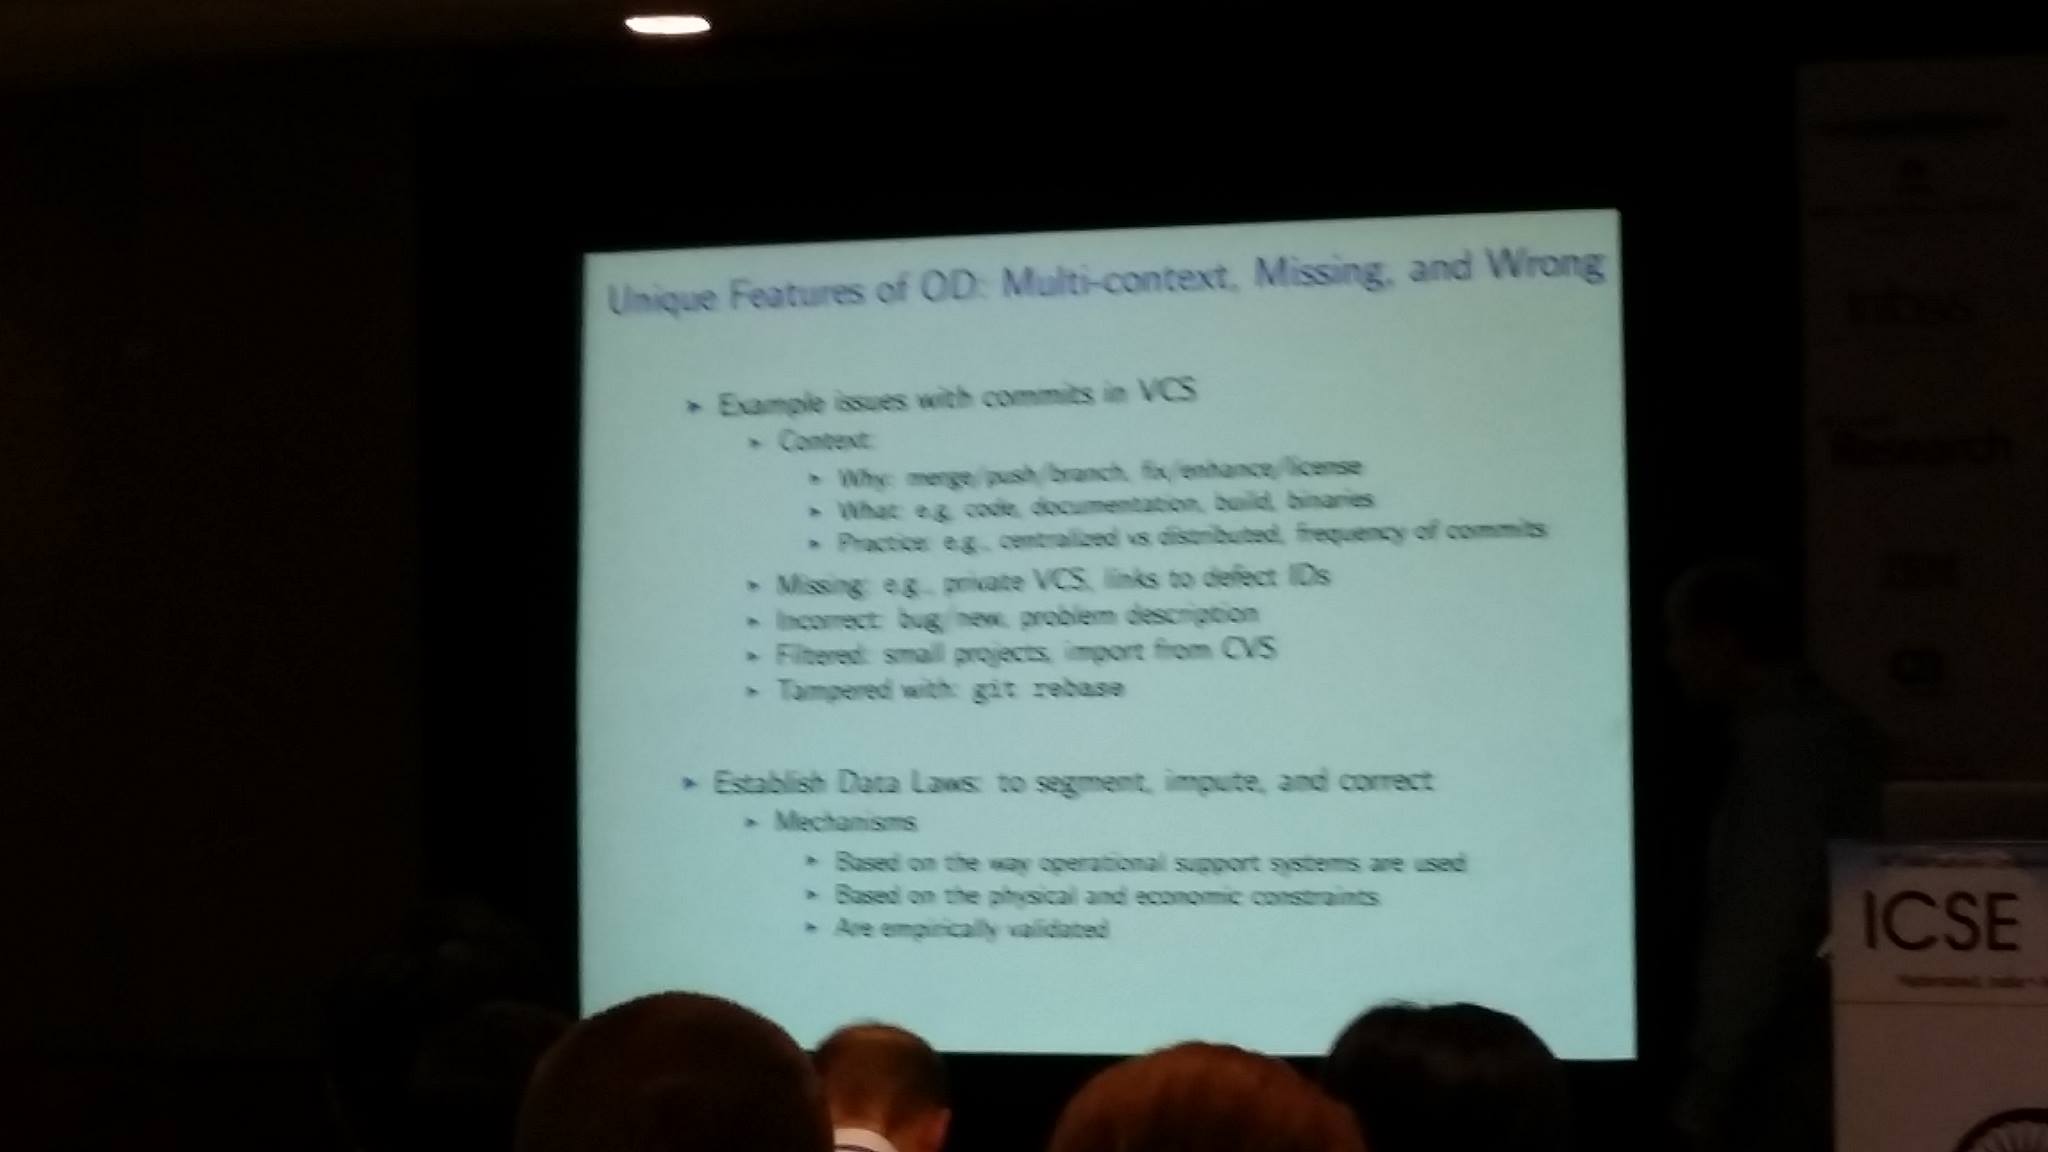 Unique Features of OD: Multi-context, Missing, and Wrong
Example issues with commits in VCS
Context:
Why: merge/push/branch, fix/enhance/license
What: e.g, code, documentation, build, binaries
Practice: e.g., centralized vs distributed, frequency of commits
Missing: e.g., private VCS, links to defect IDs
Incorrect: bug/new, problem description
Filtered: small projects, import from CVS
Tampered with: git rebase
Establish Data Laws: to segment, impute, and correct
Mechanisms
Based on the way operational support systems are used
Based on the physical and economic constraints
Are empirically validated
Research
ICSE